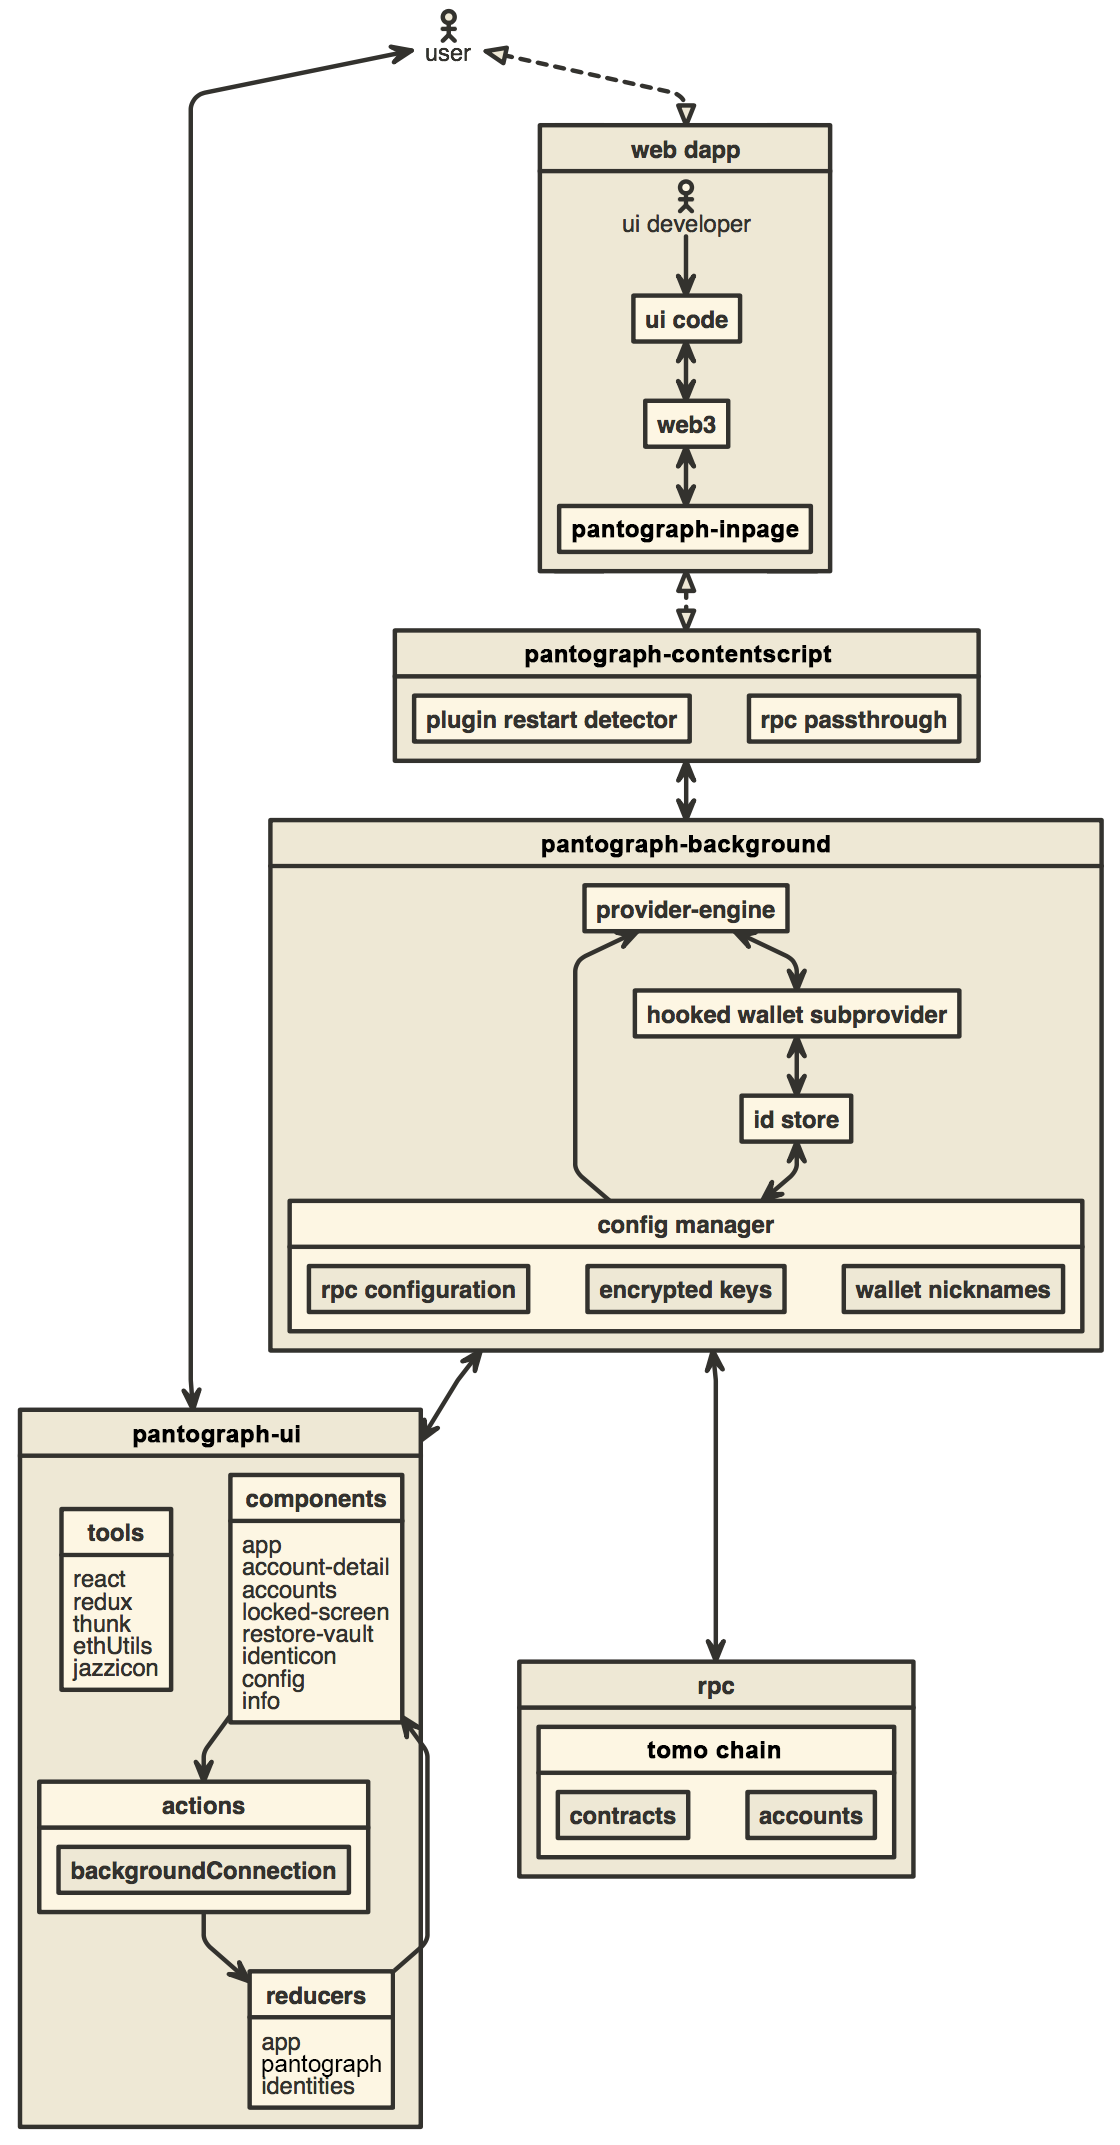 user
web dapp
ui developer
ui code
web3
pantograph-inpage
pantograph-contentscript
plugin restart detector
rpc passthrough
pantograph-background
provider-engine
hooked wallet subprovider
id store
config manager
rpc configuration
encrypted keys
wallet nicknames
pantograph-ui
tools
react
redux
thunk
ethUtils
jazzicon
components
app
account-detail
accounts
locked-screen
restore-vault
identicon
config
info
actions
backgroundConnection
reducers
app
pantograph
identities
rpc
tomo chain
contracts
accounts